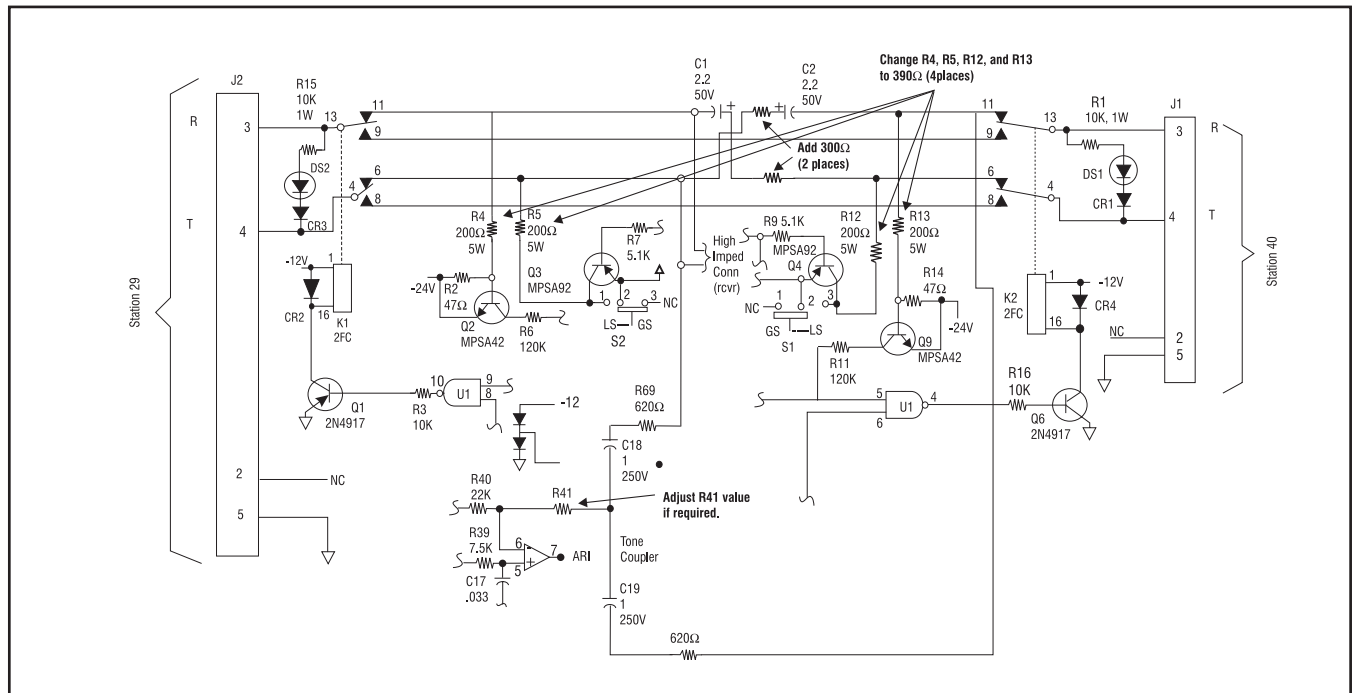 J2
R15
10K
1W
13
11
C1
2.2
50V
+
C2
2.2
50V
+
Change R4, R5, R12, and R13
to 390Ω (4places)
11
13
R1
10K, 1W
J1
R
3
9
9
3
R
DS2
Add 300Ω
(2 places)
DS1
4
6
6
4
8
8
T
CR3
CR1
T
4
4
R4
200Ω
5W
R5
200Ω
5W
R7
5.1K
High
Imped
Conn
(rcvr)
R9 5.1K
MPSA92
Q4
R12
200Ω
5W
R13
200Ω
5W
Station 29
Station 40
-12V
1
CR2
16
K1
2FC
-24V
R2
47Ω
Q2
MPSA42
Q3
MPSA92
R6
120K
1
2
3
NC
LS
GS
S2
NC
1
2
3
GS
LS
S1
R14
47Ω
-24V
Q9
MPSA42
R11
120K
K2
2FC
1
-12V
CR4
16
NC
2
5
Q1
2N4917
R3
10K
10
U1
9
8
-12
R69
620Ω
5
6
U1
4
R16
10K
Q6
2N4917
C18
1
250V
2
NC
5
R40
22K
R41
Adjust R41 value
if required.
R39
7.5K
6
-
5
+
7
ARI
C17
.033
Tone
Coupler
C19
1
250V
620Ω